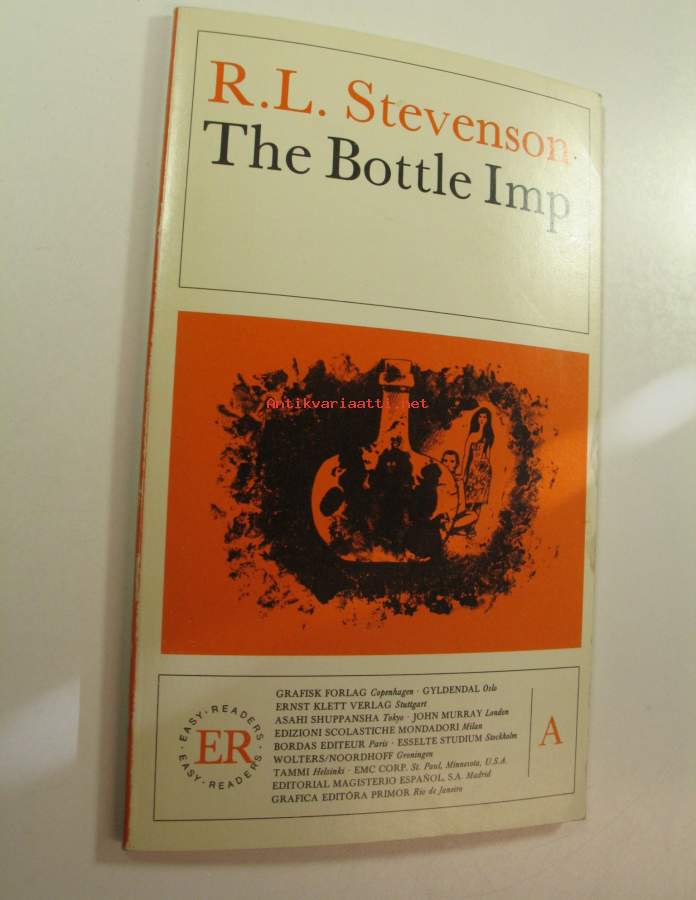 R.L. Stevenson
The Bottle Imp
Antikvariaatti.net
EASY·READERS
ER
EASY·READERS
GRAFISK FORLAG Copenhagen · GYLDENDAL Oslo
ERNST KLETT VERLAG Stuttgart
ASAHI SHUPPANSHA Tokyo · JOHN MURRAY London
EDIZIONI SCOLASTICHE MONDADORI Milan
BORDAS EDITEUR Paris · ESSELTE STUDIUM Stockholm
WOLTERS/NOORDHOFF Groningen
TAMMI Helsinki · EMC CORP. St. Paul, Minnesota, U.S.A.
EDITORIAL MAGISTERIO ESPAÑOL, S.A. Madrid
GRAFICA EDITÔRA PRIMOR Rio de Janeiro
A